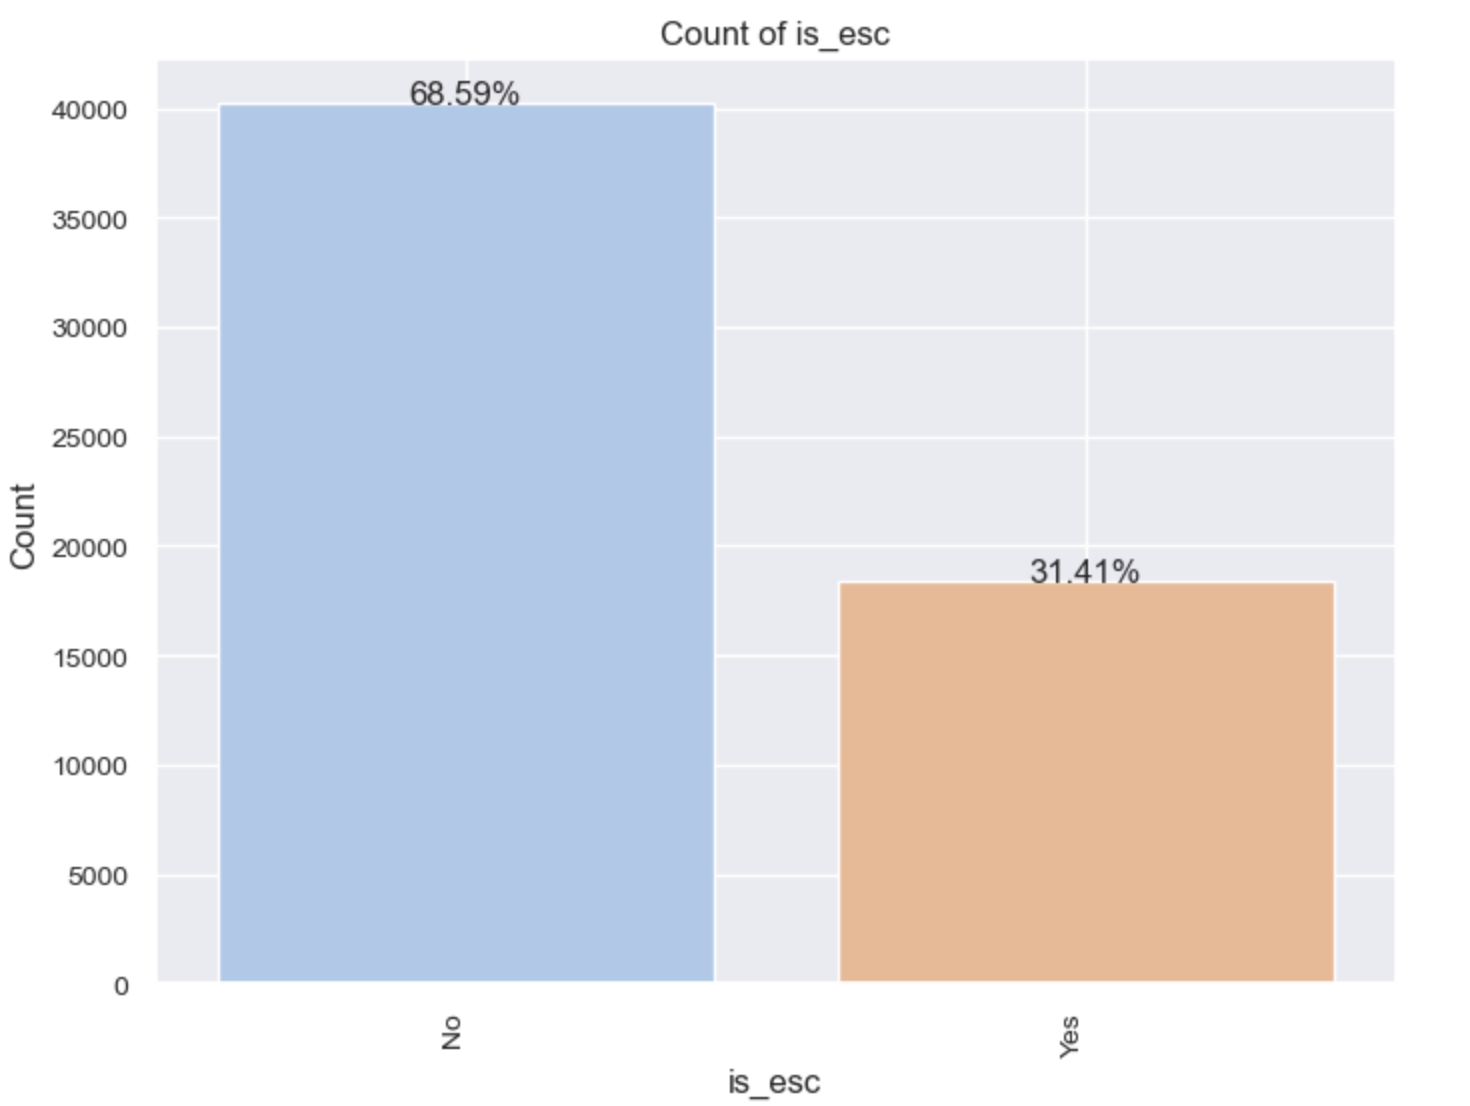 Count of is_esc
68.59%
40000
35000
30000
25000
20000
15000
10000
5000
0
Count
31.41%
No
Yes
is_esc